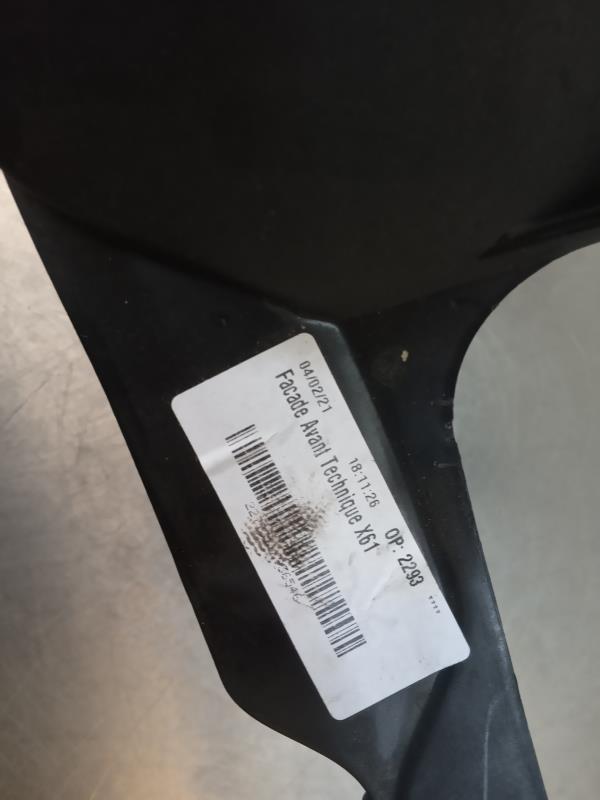 04/02/21 18:11:26 OP: 2293 ****
Facade Avant Technique X61